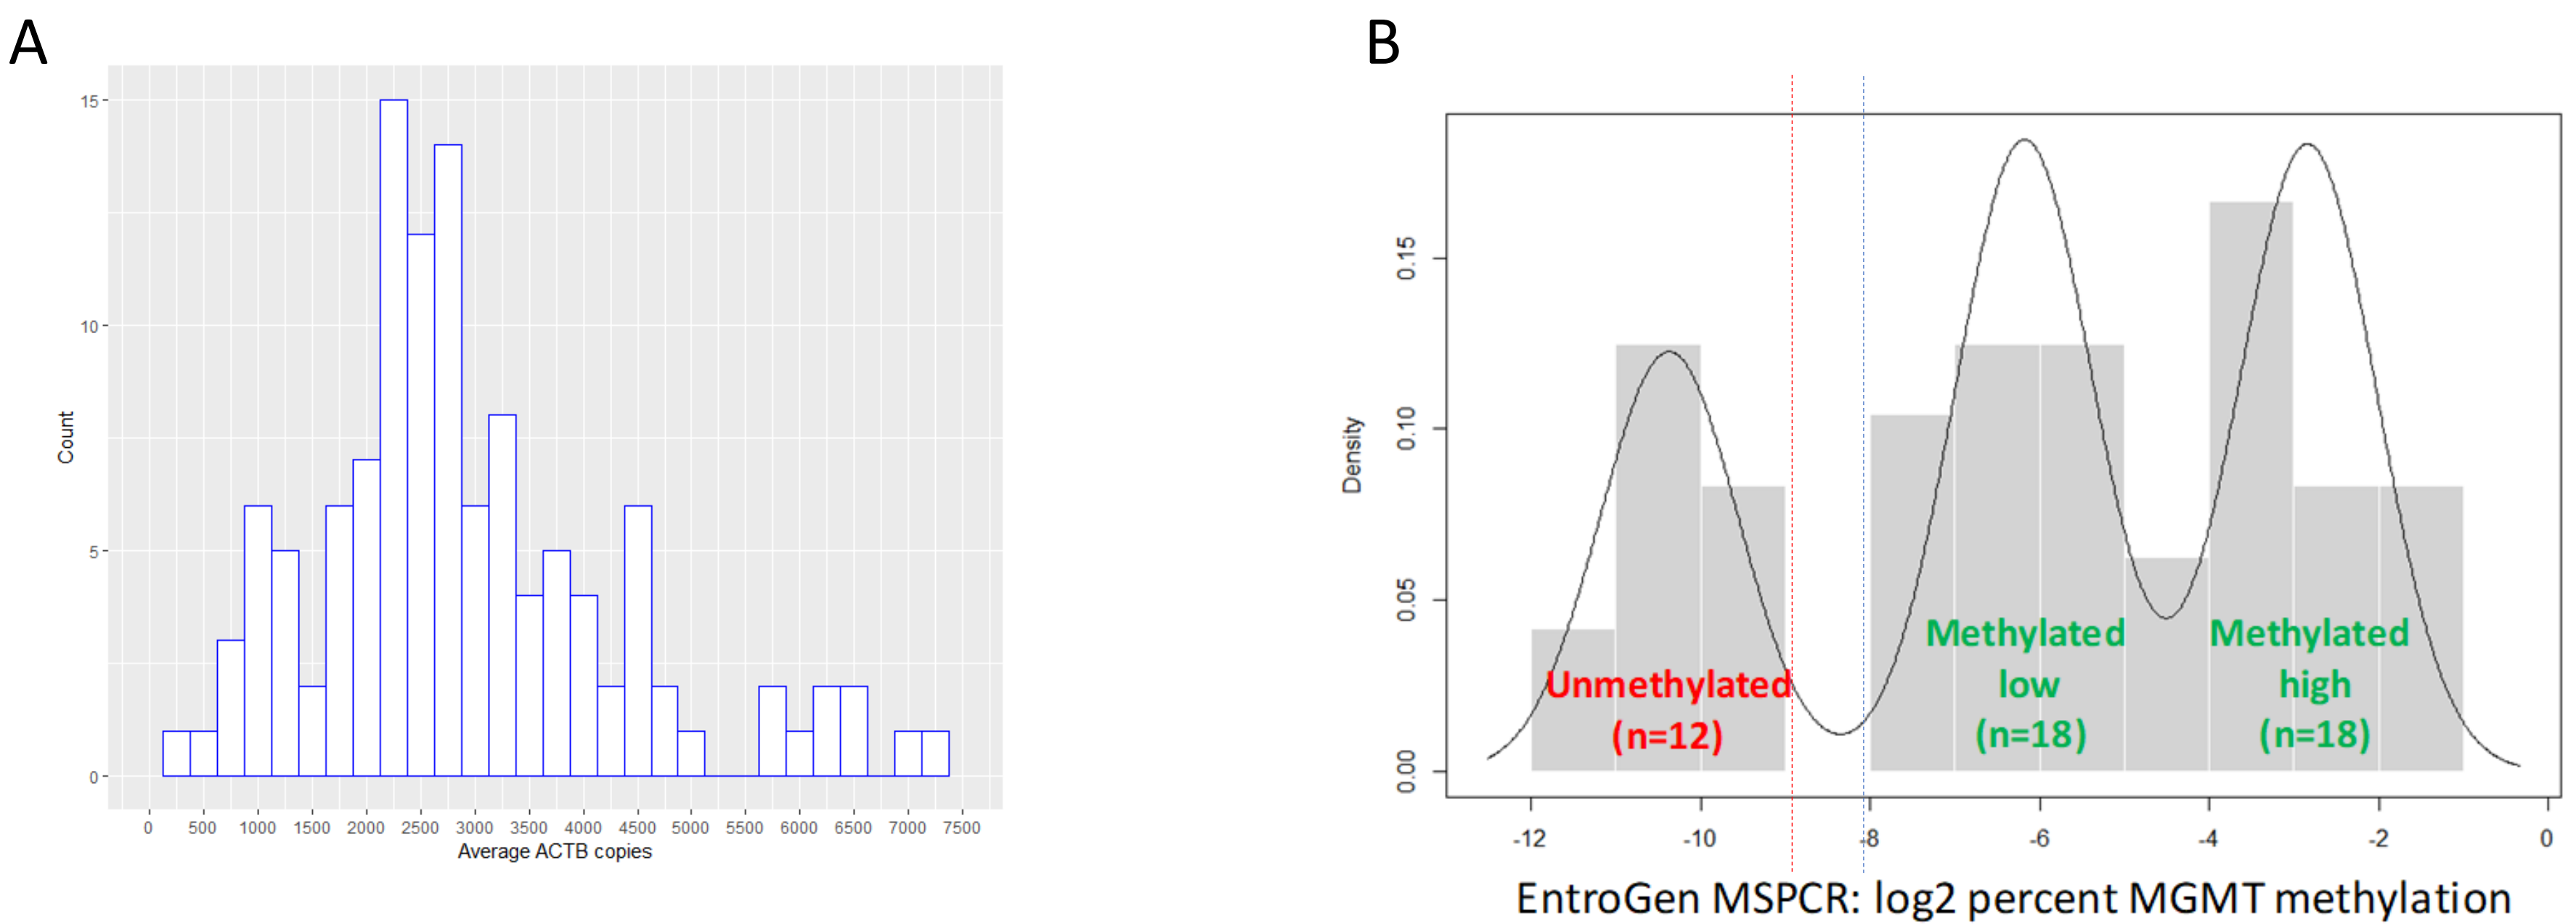 A
15
10
5
0
Count
0 500 1000 1500 2000 2500 3000 3500 4000 4500 5000 5500 6000 6500 7000 7500
Average ACTB copies
B
0.15
0.10
0.05
0.00
Density
Unmethylated
(n=12)
Methylated
low
(n=18)
Methylated
high
(n=18)
-12 -10 -8 -6 -4 -2 0
EntroGen MSPCR: log2 percent MGMT methylation